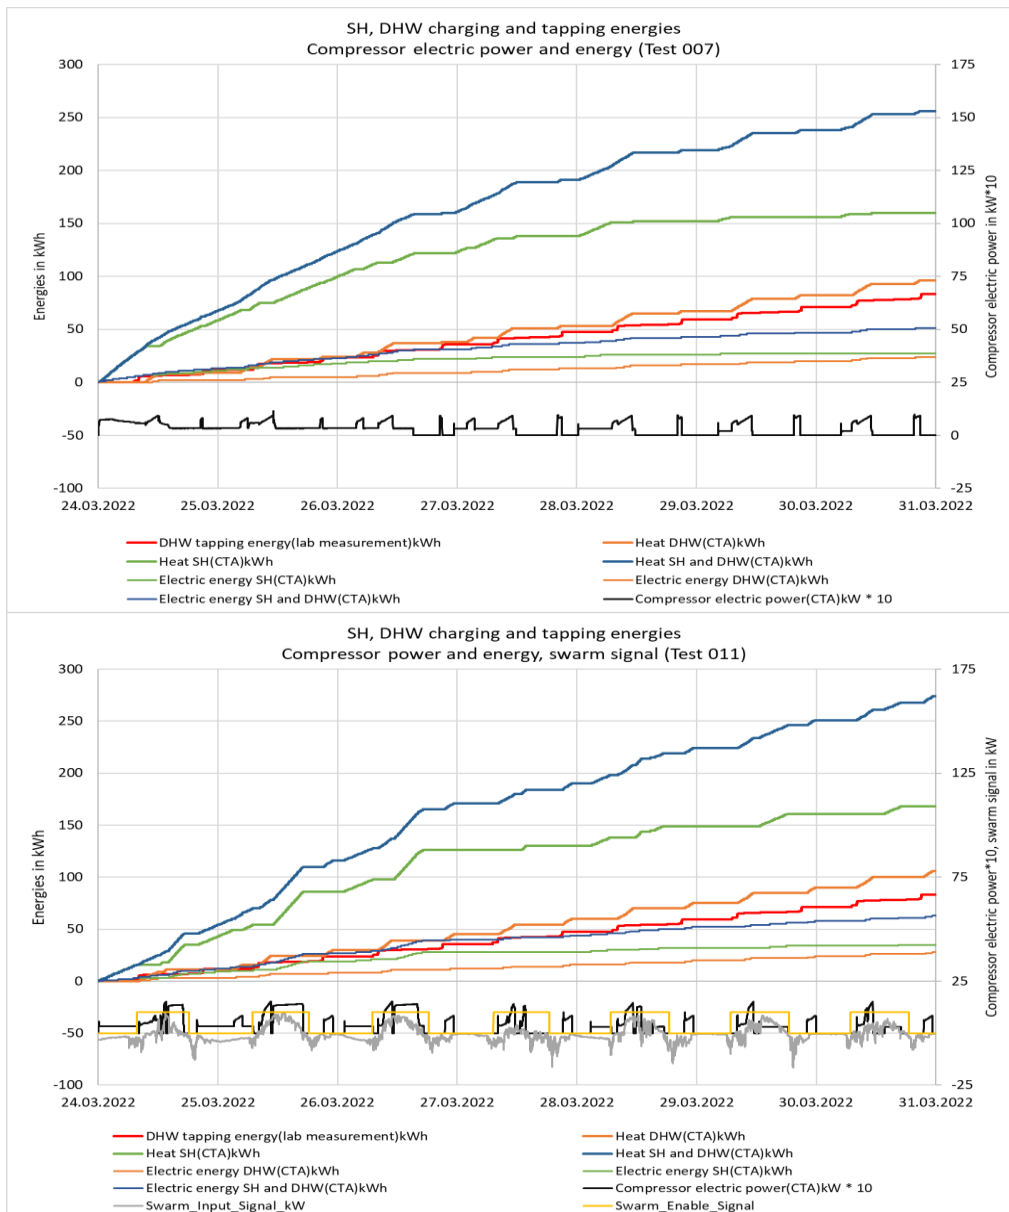 SH, DHW charging and tapping energies
Compressor electric power and energy (Test 007)
300
250
200
150
100
50
0
-50
-100
Energies in kWh
175
150
125
100
75
50
25
0
-25
Compressor electric power in kW*10
24.03.2022 25.03.2022 26.03.2022 27.03.2022 28.03.2022 29.03.2022 30.03.2022 31.03.2022
DHW tapping energy(lab measurement)kWh Heat DHW(CTA)kWh
Heat SH(CTA)kWh Heat SH and DHW(CTA)kWh
Electric energy SH(CTA)kWh Electric energy DHW(CTA)kWh
Electric energy SH and DHW(CTA)kWh Compressor electric power(CTA)kW * 10
SH, DHW charging and tapping energies
Compressor power and energy, swarm signal (Test 011)
300
250
200
150
100
50
0
-50
-100
Energies in kWh
175
125
75
25
-25
Compressor electric power*10, swarm signal in kW
24.03.2022 25.03.2022 26.03.2022 27.03.2022 28.03.2022 29.03.2022 30.03.2022 31.03.2022
DHW tapping energy(lab measurement)kWh Heat DHW(CTA)kWh
Heat SH(CTA)kWh Heat SH and DHW(CTA)kWh
Electric energy DHW(CTA)kWh Electric energy SH(CTA)kWh
Electric energy SH and DHW(CTA)kWh Compressor electric power(CTA)kW * 10
Swarm_Input_Signal_kW Swarm_Enable_Signal